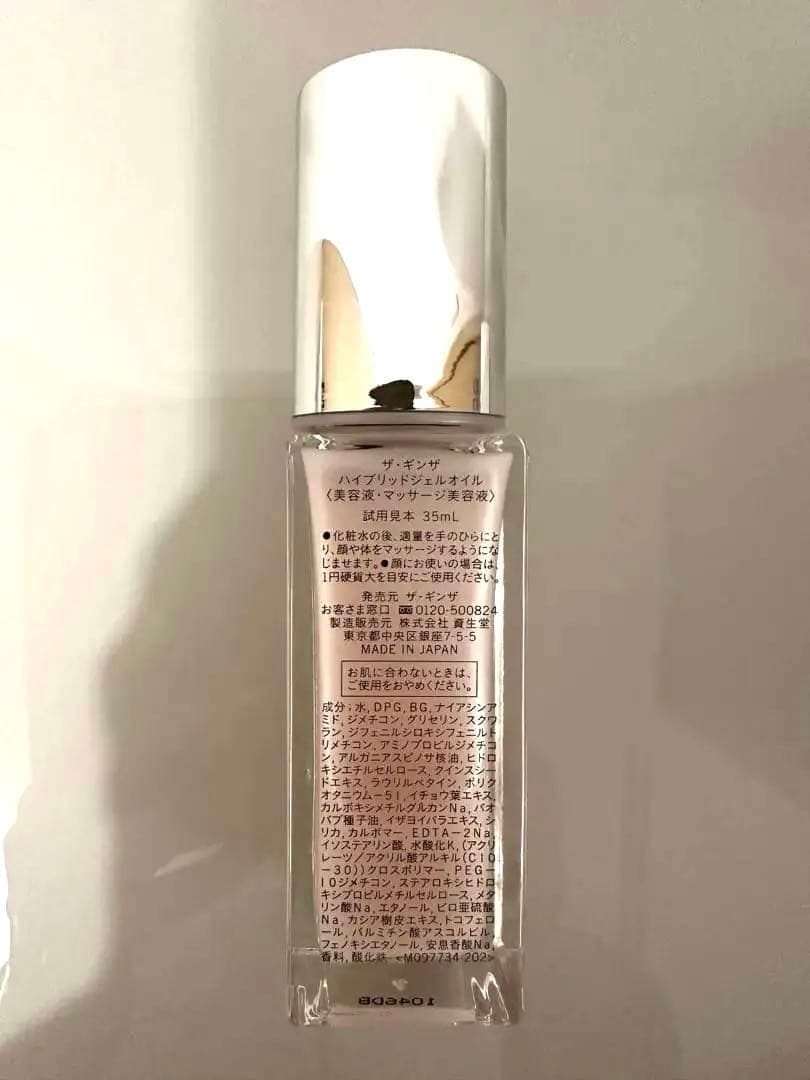 ザ・ギンザ
ハイブリッドジェルオイル
〈美容液・マッサージ美容液〉
試用見本 35mL
●化粧水の後、適量を手のひらにと
り、顔や体をマッサージするようにな
じませます。●顔にお使いの場合は、
1円硬貨大を目安にご使用ください。
発売元 ザ・ギンザ
お客さま窓口 0120-500824
製造販売元 株式会社 資生堂
東京都中央区銀座7-5-5
MADE IN JAPAN
お肌に合わないときは、
ご使用をおやめください。
成分;水, DPG, BG, ナイアシンア
ミド, ジメチコン, グリセリン, スクワ
ラン, ジフェニルシロキシフェニルト
リメチコン, アミノプロピルジメチコ
ン, アルガニアスピノサ核油, ヒドロ
キシエチルセルロース, クインスシー
ドエキス, ラウリルベタイン, ポリク
オタニウム-51, イチョウ葉エキス,
カルボキシメチルグルカンNa, バオ
バブ種子油, イザヨイバラエキス, シ
リカ, カルボマー, EDTA-2Na,
イソステアリン酸, 水酸化K, (アクリ
レーツ/アクリル酸アルキル(C10
-30))クロスポリマー, PEG-
10ジメチコン, ステアロキシヒドロ
キシプロピルメチルセルロース, メタ
リン酸Na, エタノール, ピロ亜硫酸
Na, カシア樹皮エキス, トコフェロ
ール, パルミチン酸アスコルビル,
フェノキシエタノール, 安息香酸Na,
香料, 酸化鉄 <M097734-202>
1046DB